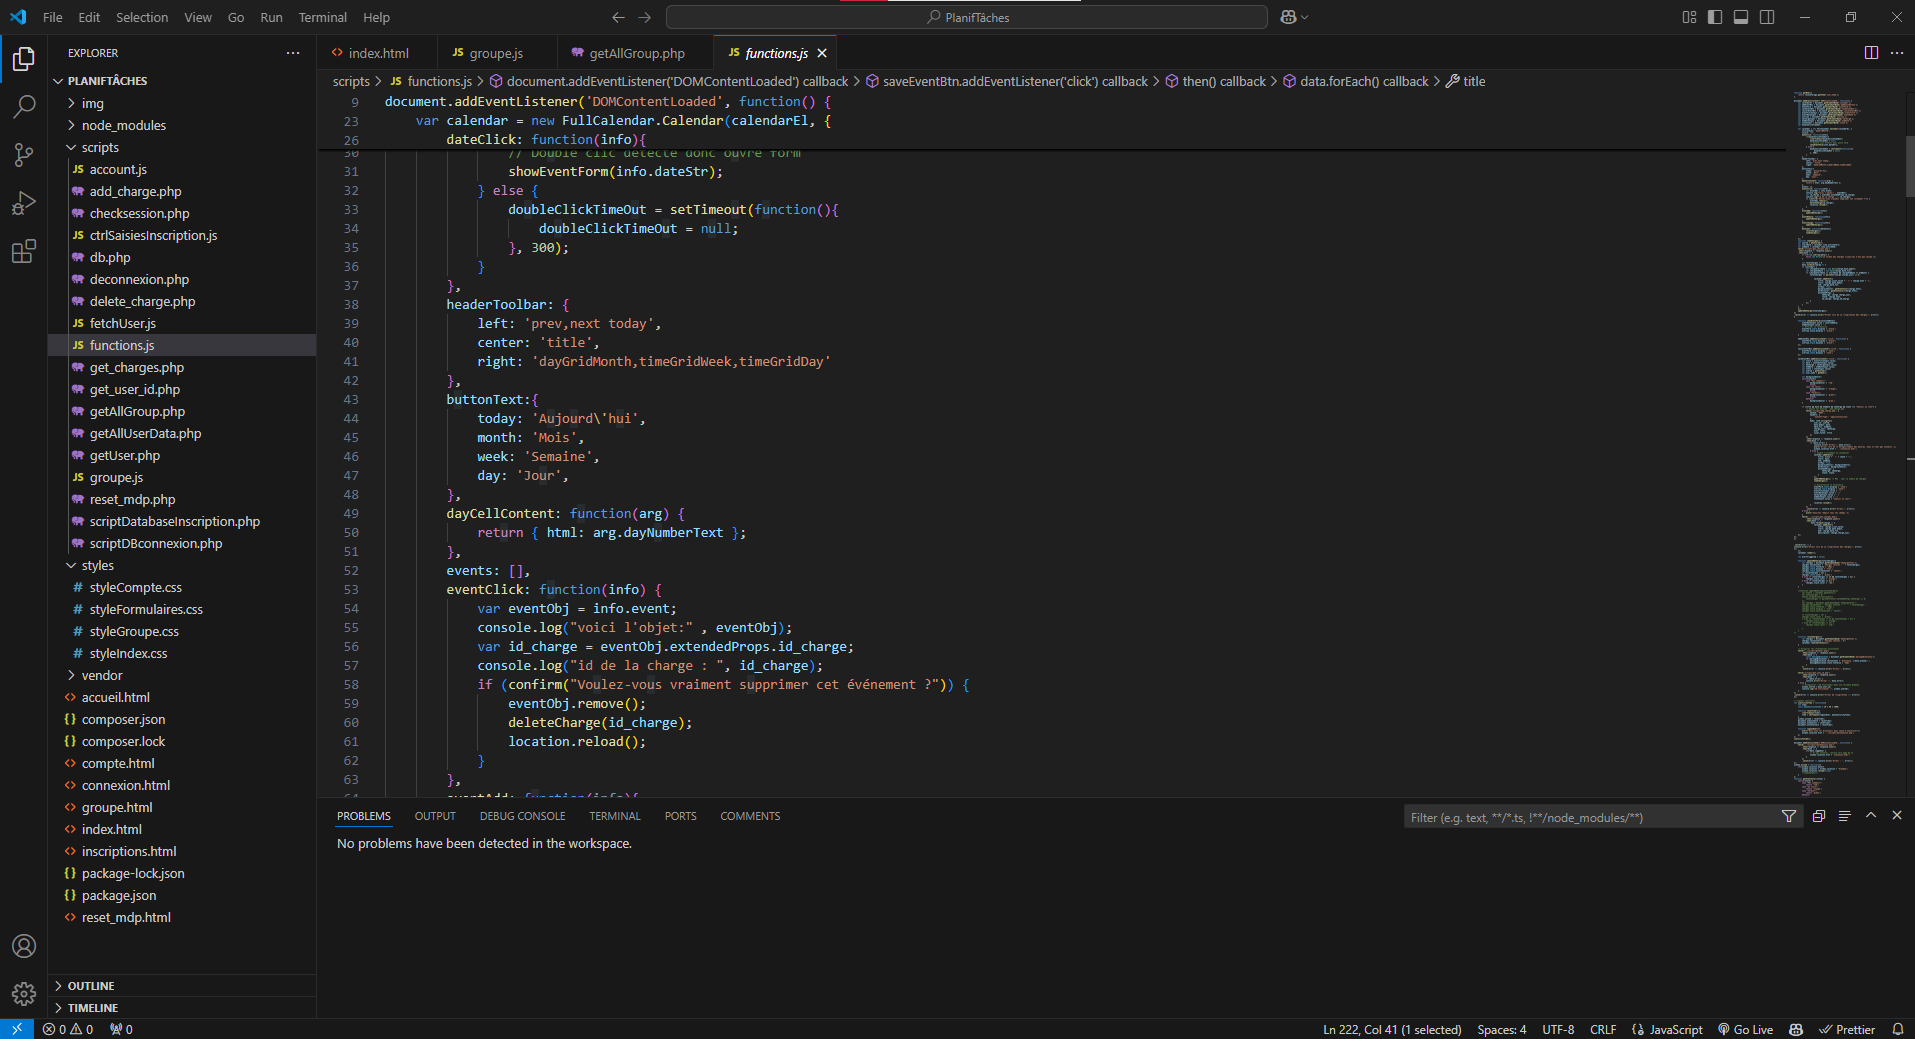 File Edit Selection View Go Run Terminal Help
PlanifTâches
EXPLORER
PLANIFTÂCHES
img
node_modules
scripts
JS account.js
add_charge.php
checksession.php
JS ctrlSaisiesInscription.js
db.php
deconnexion.php
delete_charge.php
JS fetchUser.js
JS functions.js
get_charges.php
get_user_id.php
getAllGroup.php
getAllUserData.php
getUser.php
JS groupe.js
reset_mdp.php
scriptDatabaseInscription.php
scriptDBconnexion.php
styles
# styleCompte.css
# styleFormulaires.css
# styleGroupe.css
# styleIndex.css
vendor
<> accueil.html
{} composer.json
{} composer.lock
<> compte.html
<> connexion.html
<> groupe.html
<> index.html
<> inscriptions.html
{} package-lock.json
{} package.json
<> reset_mdp.html
OUTLINE
TIMELINE
<> index.html JS groupe.js getAllGroup.php JS functions.js
scripts > JS functions.js > document.addEventListener('DOMContentLoaded') callback > saveEventBtn.addEventListener('click') callback > then() callback > data.forEach() callback > title
9 document.addEventListener('DOMContentLoaded', function() {
23 var calendar = new FullCalendar.Calendar(calendarEl, {
26 dateClick: function(info){
30 // Double clic detecte donc ouvre form
31 showEventForm(info.dateStr);
32 } else {
33 doubleClickTimeOut = setTimeout(function(){
34 doubleClickTimeOut = null;
35 }, 300);
36 }
37 },
38 headerToolbar: {
39 left: 'prev,next today',
40 center: 'title',
41 right: 'dayGridMonth,timeGridWeek,timeGridDay'
42 },
43 buttonText:{
44 today: 'Aujourd\'hui',
45 month: 'Mois',
46 week: 'Semaine',
47 day: 'Jour',
48 },
49 dayCellContent: function(arg) {
50 return { html: arg.dayNumberText };
51 },
52 events: [],
53 eventClick: function(info) {
54 var eventObj = info.event;
55 console.log("voici l'objet:" , eventObj);
56 var id_charge = eventObj.extendedProps.id_charge;
57 console.log("id de la charge : ", id_charge);
58 if (confirm("Voulez-vous vraiment supprimer cet événement ?")) {
59 eventObj.remove();
60 deleteCharge(id_charge);
61 location.reload();
62 }
63 },
64 eventAdd: function(info){
PROBLEMS OUTPUT DEBUG CONSOLE TERMINAL PORTS COMMENTS
Filter (e.g. text, **/*.ts, !**/node_modules/**)
No problems have been detected in the workspace.
0 0 0
Ln 222, Col 41 (1 selected) Spaces: 4 UTF-8 CRLF {} JavaScript Go Live Prettier